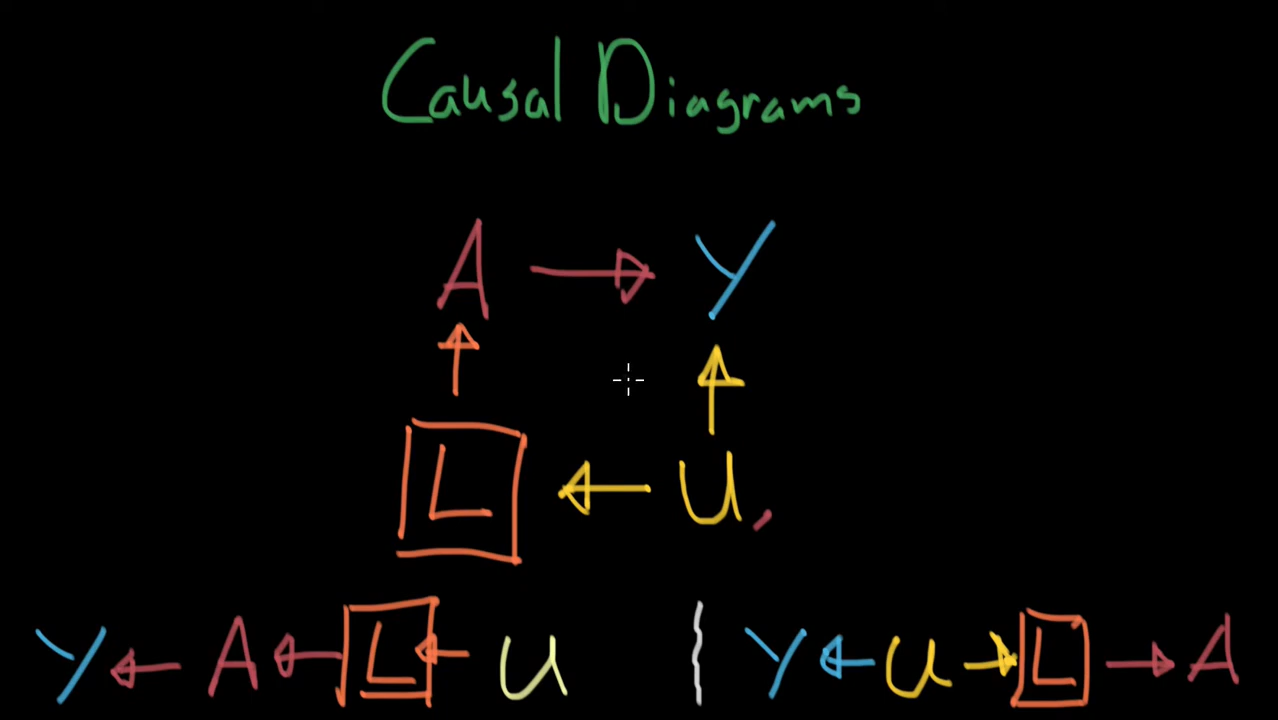 Causal Diagrams
A → Y
L ← U
Y ← A ← L ← U Y ← U → L → A